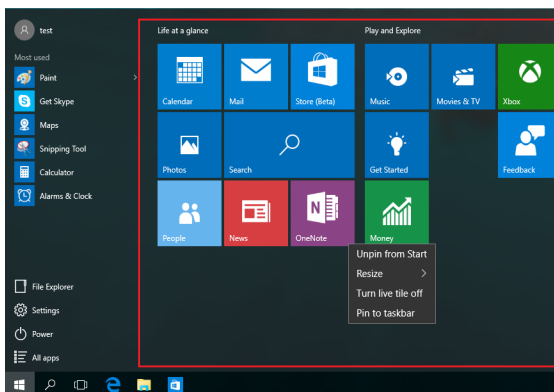 test
Most used
Paint
Get Skype
Maps
Snipping Tool
Calculator
Alarms & Clock
File Explorer
Settings
Power
All apps
Life at a glance
Calendar
Mail
Store (Beta)
Photos
Search
People
News
OneNote
Play and Explore
Music
Movies & TV
Xbox
Get Started
Feedback
Money
Unpin from Start
Resize
Turn live tile off
Pin to taskbar